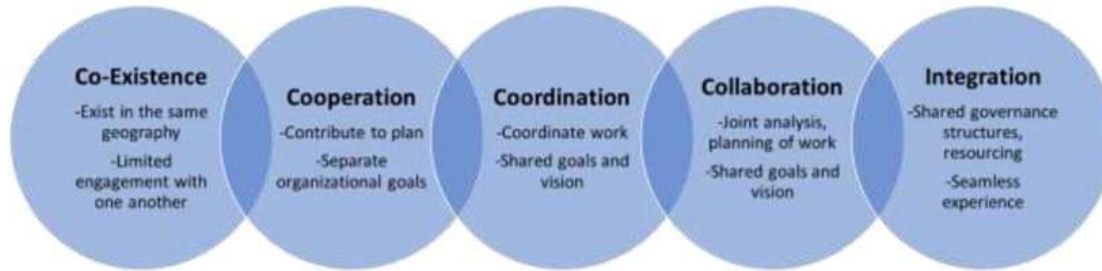 Co-Existence
-Exist in the same
geography
-Limited
engagement with
one another
Cooperation
-Contribute to plan
-Separate
organizational goals
Coordination
-Coordinate work
-Shared goals and
vision
Collaboration
-Joint analysis,
planning of work
-Shared goals and
vision
Integration
-Shared governance
structures,
resourcing
-Seamless
experience